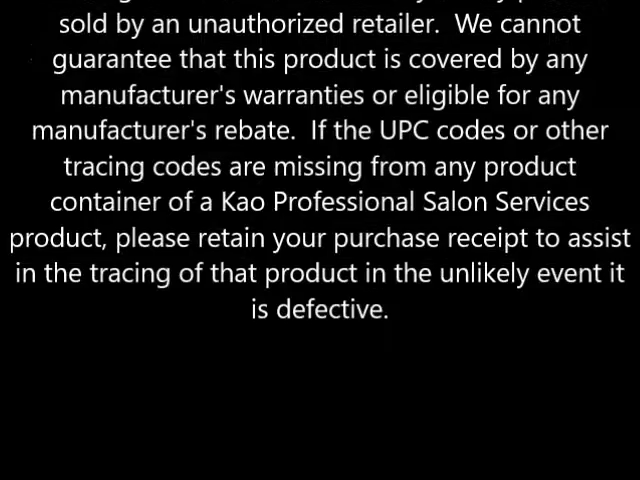 sold by an unauthorized retailer.  We cannot
guarantee that this product is covered by any
manufacturer's warranties or eligible for any
manufacturer's rebate.  If the UPC codes or other
tracing codes are missing from any product
container of a Kao Professional Salon Services
product, please retain your purchase receipt to assist
in the tracing of that product in the unlikely event it
is defective.